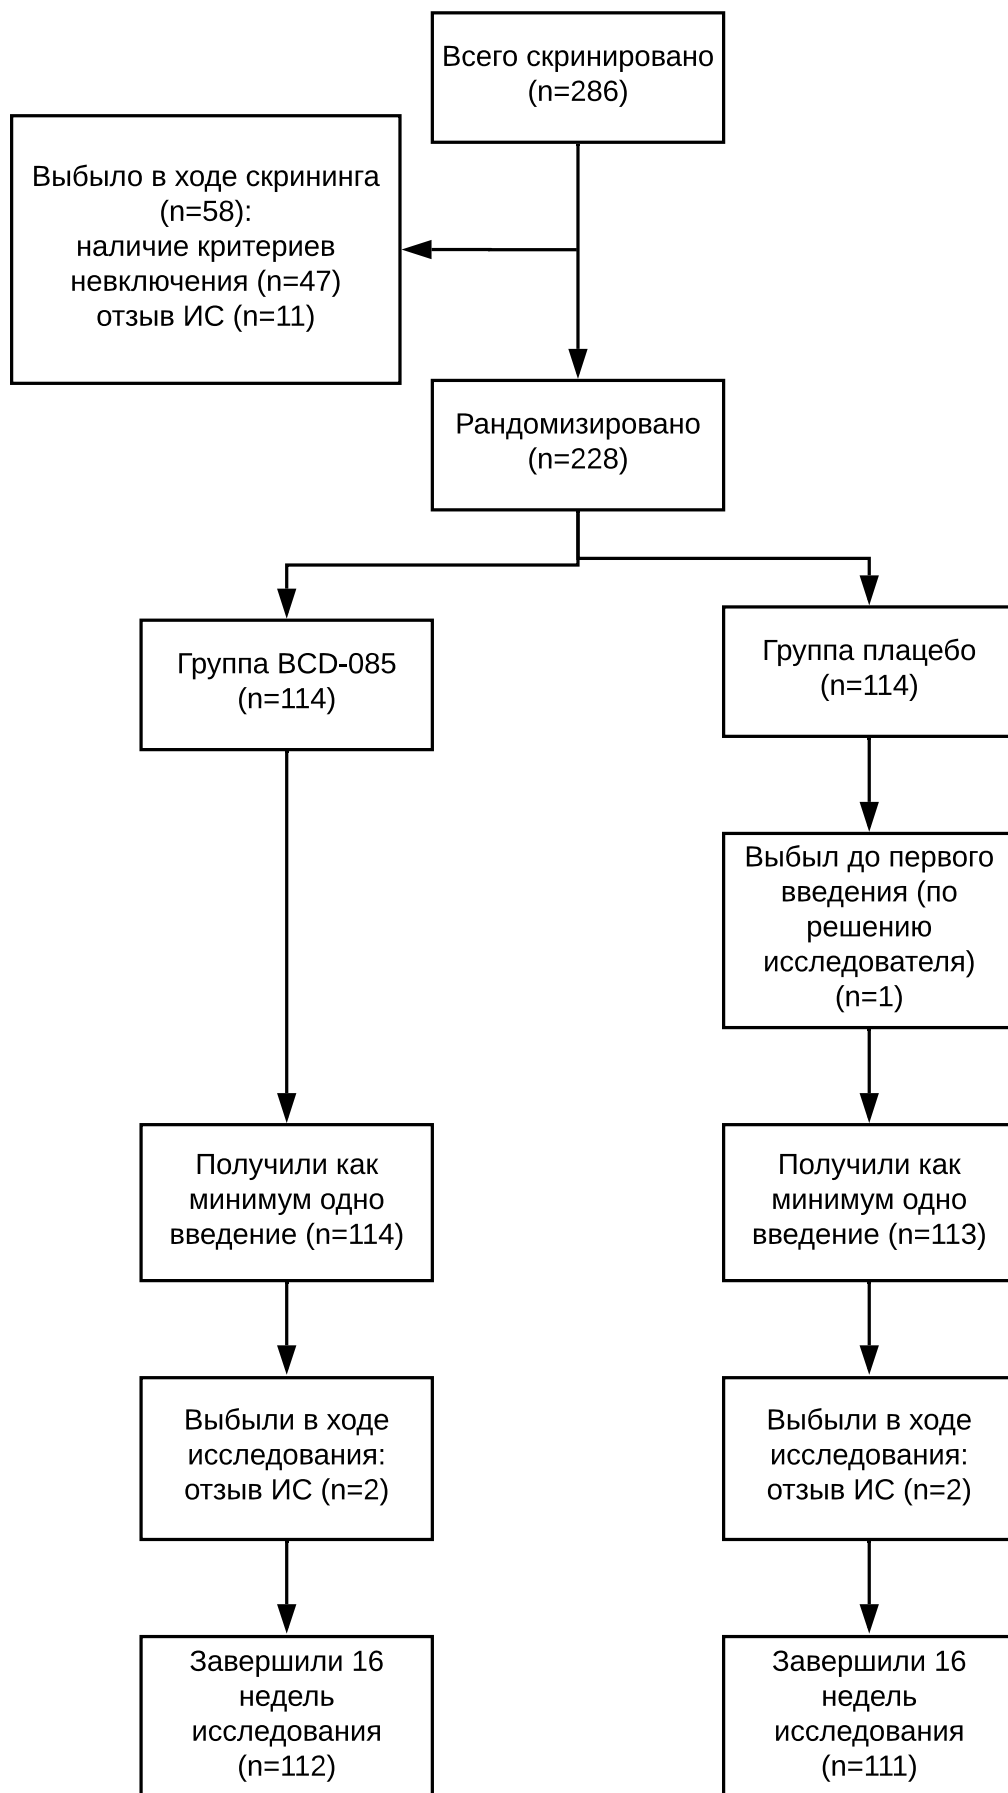 Всего скринировано
(n=286)
Выбыло в ходе скрининга
(n=58):
наличие критериев
невключения (n=47)
отзыв ИС (n=11)
Рандомизировано
(n=228)
Группа BCD-085
(n=114)
Группа плацебо
(n=114)
Выбыл до первого
введения (по
решению
исследователя)
(n=1)
Получили как
минимум одно
введение (n=114)
Получили как
минимум одно
введение (n=113)
Выбыли в ходе
исследования:
отзыв ИС (n=2)
Выбыли в ходе
исследования:
отзыв ИС (n=2)
Завершили 16
недель
исследования
(n=112)
Завершили 16
недель
исследования
(n=111)